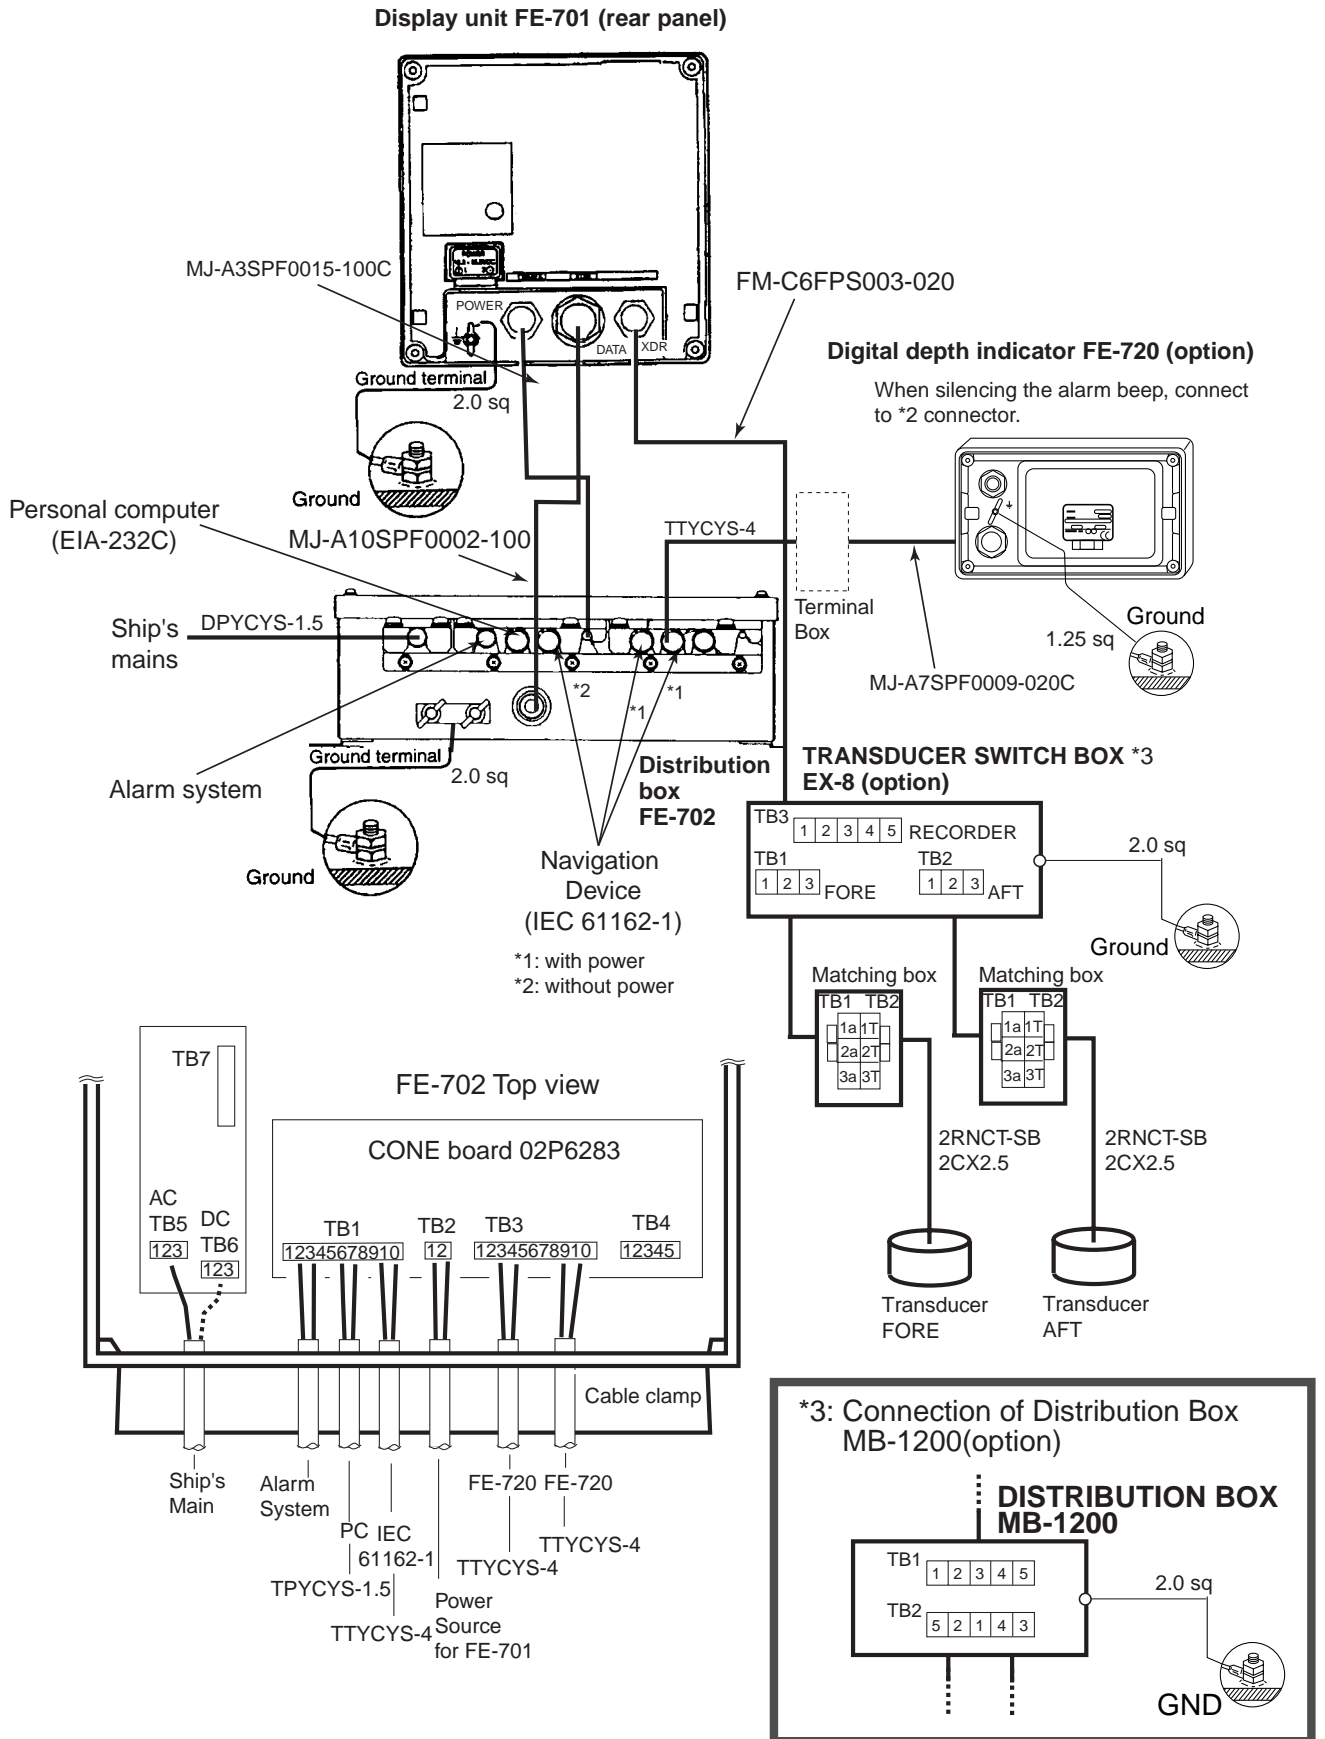 Display unit FE-701 (rear panel)
MJ-A3SPF0015-100C
POWER
DATA
XDR
FM-C6FPS003-020
Ground terminal
2.0 sq
Ground
Digital depth indicator FE-720 (option)
When silencing the alarm beep, connect
to *2 connector.
Personal computer
(EIA-232C)
MJ-A10SPF0002-100
TTYCYS-4
Terminal
Box
Ground
1.25 sq
MJ-A7SPF0009-020C
Ship's
mains
DPYCYS-1.5
*2
*1
*1
Ground terminal
2.0 sq
Alarm system
Ground
Distribution
box
FE-702
Navigation
Device
(IEC 61162-1)
*1: with power
*2: without power
TRANSDUCER SWITCH BOX *3
EX-8 (option)
TB3
1 2 3 4 5 RECORDER
TB1
1 2 3 FORE
TB2
1 2 3 AFT
2.0 sq
Ground
Matching box
TB1 TB2
1a 1T
2a 2T
3a 3T
Matching box
TB1 TB2
1a 1T
2a 2T
3a 3T
2RNCT-SB
2CX2.5
2RNCT-SB
2CX2.5
Transducer
FORE
Transducer
AFT
TB7
FE-702 Top view
CONE board 02P6283
AC
TB5
123
DC
TB6
123
TB1
12345678910
TB2
12
TB3
12345678910
TB4
12345
Cable clamp
Ship's
Main
Alarm
System
PC
IEC
61162-1
TPYCYS-1.5
TTYCYS-4
Power
Source
for FE-701
FE-720
FE-720
TTYCYS-4
TTYCYS-4
*3: Connection of Distribution Box
MB-1200(option)
DISTRIBUTION BOX
MB-1200
TB1
1 2 3 4 5
TB2
5 2 1 4 3
2.0 sq
GND